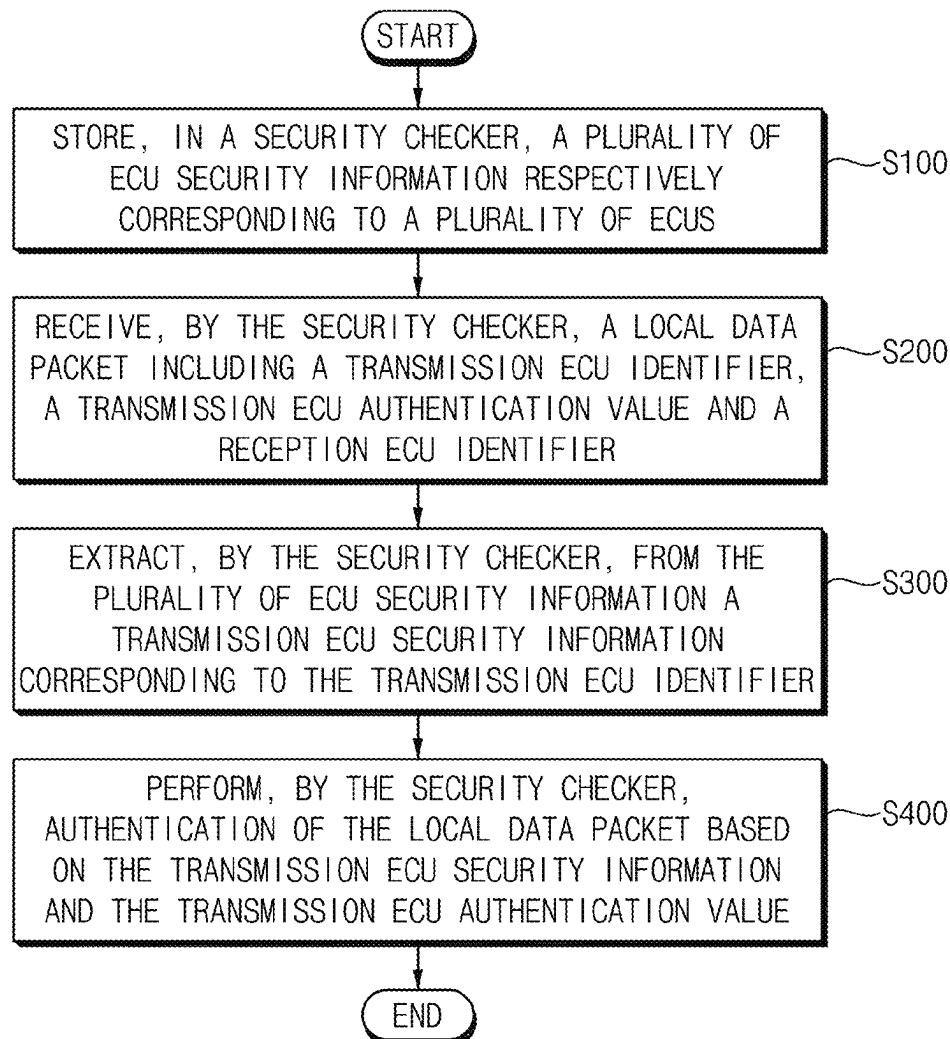 START
STORE, IN A SECURITY CHECKER, A PLURALITY OF
ECU SECURITY INFORMATION RESPECTIVELY
CORRESPONDING TO A PLURALITY OF ECUS
S100
RECEIVE, BY THE SECURITY CHECKER, A LOCAL DATA
PACKET INCLUDING A TRANSMISSION ECU IDENTIFIER,
A TRANSMISSION ECU AUTHENTICATION VALUE AND A
RECEPTION ECU IDENTIFIER
S200
EXTRACT, BY THE SECURITY CHECKER, FROM THE
PLURALITY OF ECU SECURITY INFORMATION A
TRANSMISSION ECU SECURITY INFORMATION
CORRESPONDING TO THE TRANSMISSION ECU IDENTIFIER
S300
PERFORM, BY THE SECURITY CHECKER,
AUTHENTICATION OF THE LOCAL DATA PACKET BASED
ON THE TRANSMISSION ECU SECURITY INFORMATION
AND THE TRANSMISSION ECU AUTHENTICATION VALUE
S400
END